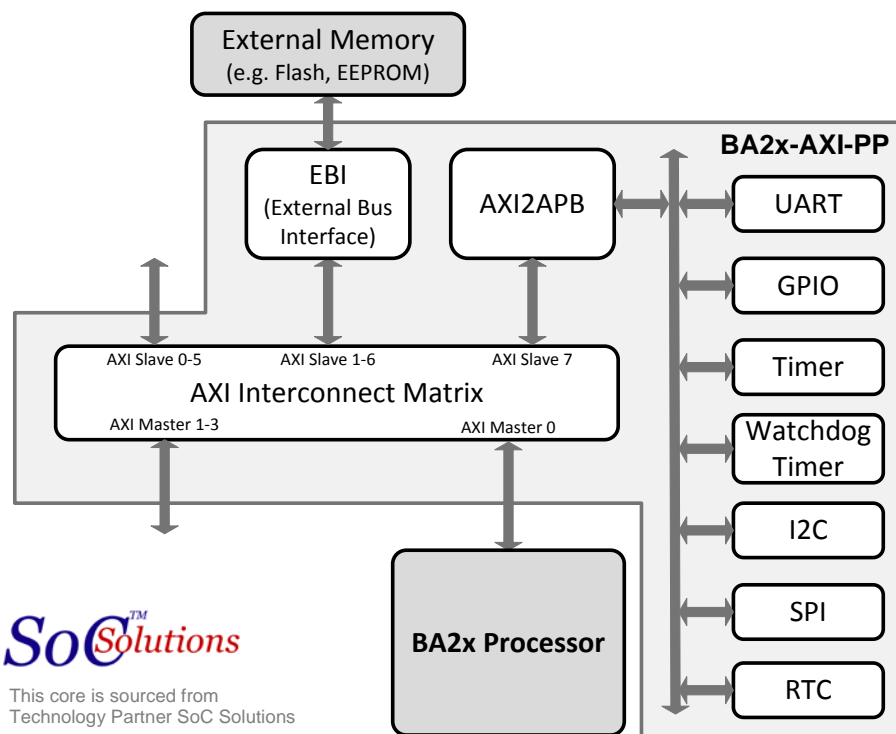 External Memory
(e.g. Flash, EEPROM)
BA2x-AXI-PP
EBI
(External Bus
Interface)
AXI2APB
UART
GPIO
Timer
Watchdog
Timer
I2C
SPI
RTC
AXI Slave 0-5
AXI Slave 1-6
AXI Slave 7
AXI Interconnect Matrix
AXI Master 1-3
AXI Master 0
BA2x Processor
SoC Solutions™
This core is sourced from
Technology Partner SoC Solutions